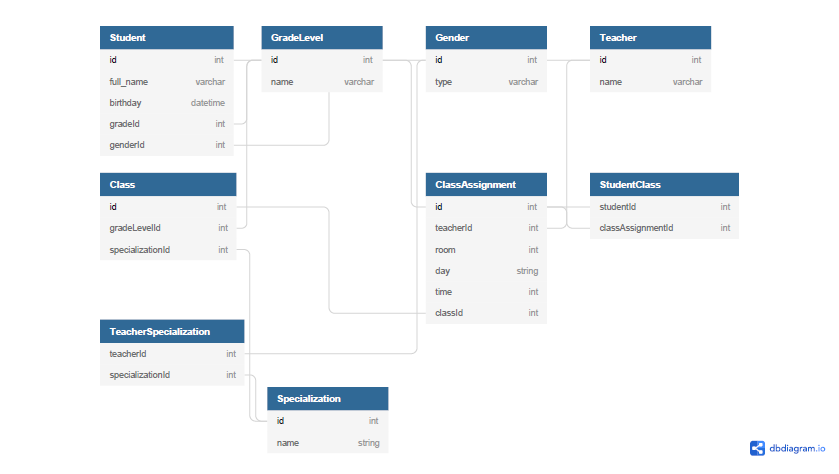 Student
id int
full_name varchar
birthday datetime
gradeId int
genderId int
GradeLevel
id int
name varchar
Gender
id int
type varchar
Teacher
id int
name varchar
Class
id int
gradeLevelId int
specializationId int
ClassAssignment
id int
teacherId int
room int
day string
time int
classId int
StudentClass
studentId int
classAssignmentId int
TeacherSpecialization
teacherId int
specializationId int
Specialization
id int
name string
dbdiagram.io